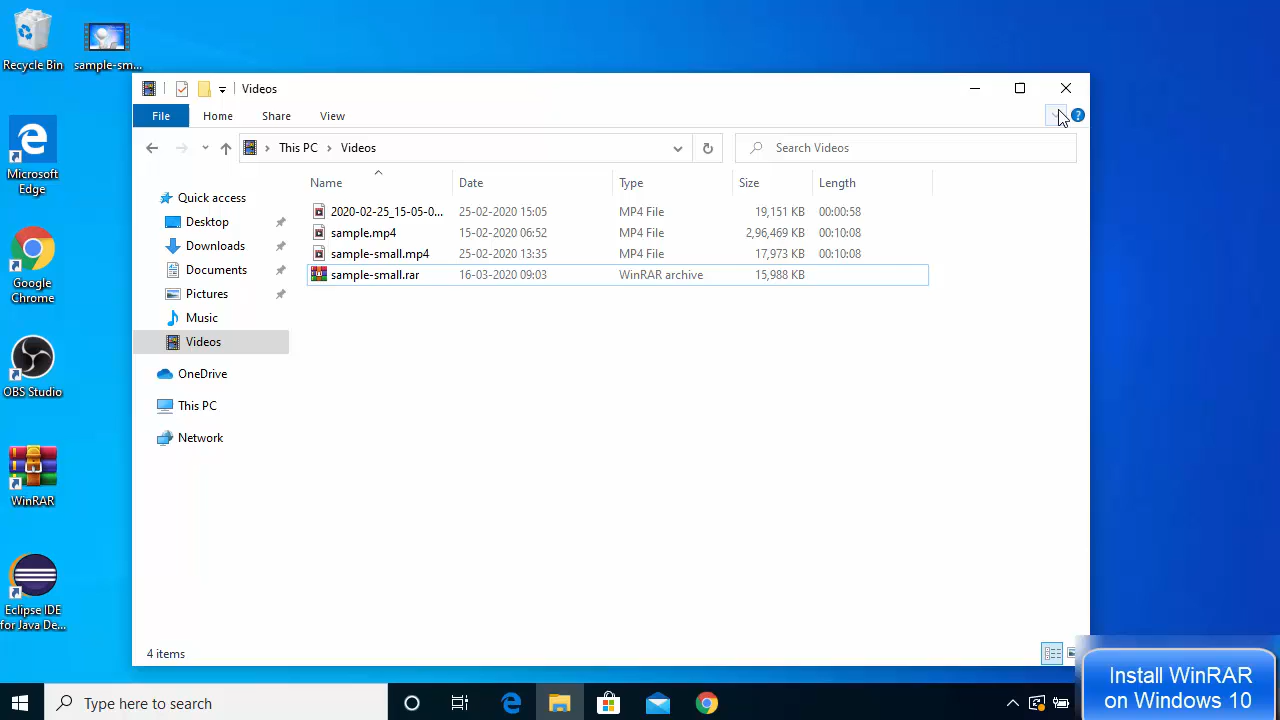 Recycle Bin
sample-sm...
Microsoft
Edge
Google
Chrome
OBS Studio
WinRAR
Eclipse IDE
for Java De...
Videos
File Home Share View
?
This PC Videos
Search Videos
Quick access
Desktop
Downloads
Documents
Pictures
Music
Videos
OneDrive
This PC
Network
Name Date Type Size Length
2020-02-25_15-05-0... 25-02-2020 15:05 MP4 File 19,151 KB 00:00:58
sample.mp4 15-02-2020 06:52 MP4 File 2,96,469 KB 00:10:08
sample-small.mp4 25-02-2020 13:35 MP4 File 17,973 KB 00:10:08
sample-small.rar 16-03-2020 09:03 WinRAR archive 15,988 KB
4 items
Install WinRAR
on Windows 10
Type here to search